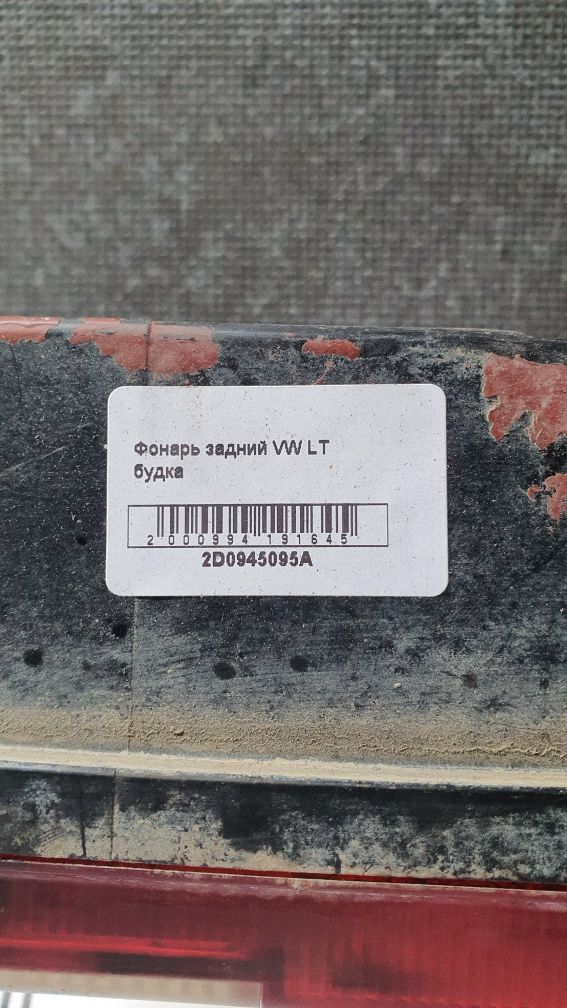 Фонарь задний VW LT
будка
2 000994 191645
2D0945095A